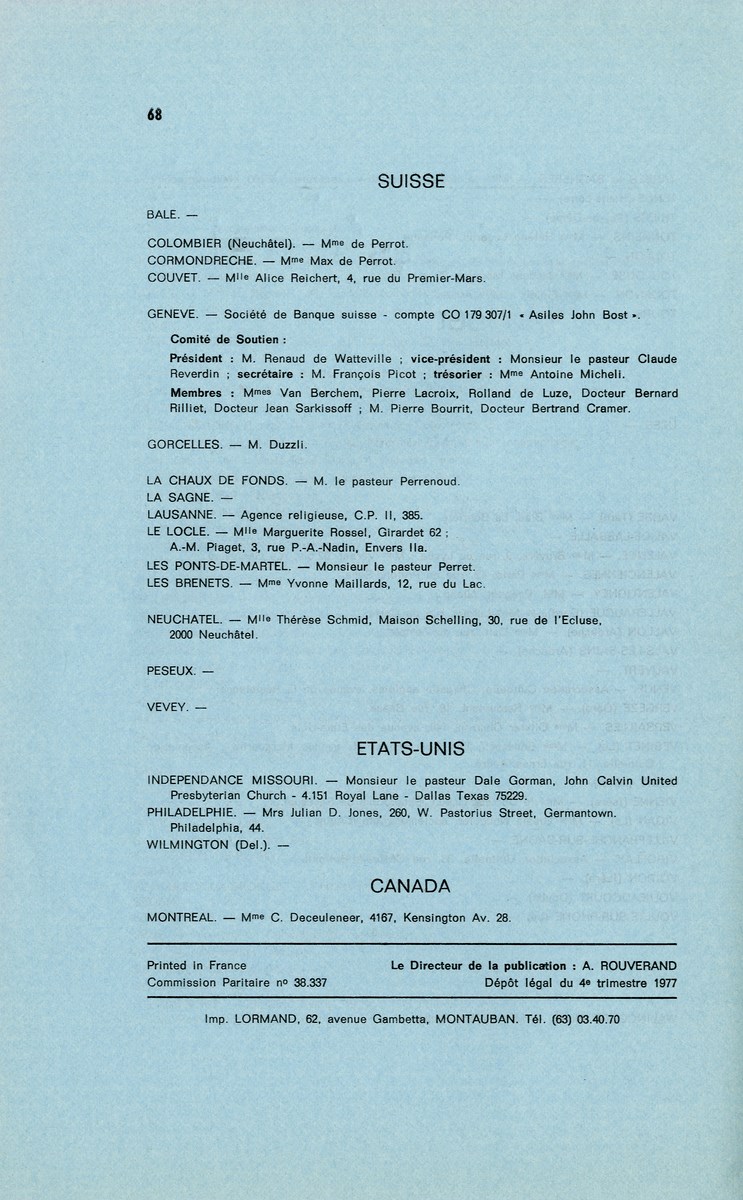 68
SUISSE
BALE. —
COLOMBIER (Neuchâtel). — Mme de Perrot.
CORMONDRECHE. — Mme Max de Perrot.
COUVET. — Mlle Alice Reichert, 4, rue du Premier-Mars.
GENEVE. — Société de Banque suisse - compte CO 179 307/1 « Asiles John Bost ».
Comité de Soutien :
Président : M. Renaud de Watteville ; vice-président : Monsieur le pasteur Claude
Reverdin ; secrétaire : M. François Picot ; trésorier : Mme Antoine Micheli.
Membres : Mmes Van Berchem, Pierre Lacroix, Rolland de Luze, Docteur Bernard
Rilliet, Docteur Jean Sarkissoff ; M. Pierre Bourrit, Docteur Bertrand Cramer.
GORCELLES. — M. Duzzli.
LA CHAUX DE FONDS. — M. le pasteur Perrenoud.
LA SAGNE. —
LAUSANNE. — Agence religieuse, C.P. II, 385.
LE LOCLE. — Mlle Marguerite Rossel, Girardet 62 ;
A.-M. Piaget, 3, rue P.-A.-Nadin, Envers IIa.
LES PONTS-DE-MARTEL. — Monsieur le pasteur Perret.
LES BRENETS. — Mme Yvonne Maillards, 12, rue du Lac.
NEUCHATEL. — Mlle Thérèse Schmid, Maison Schelling, 30, rue de l'Ecluse,
2000 Neuchâtel.
PESEUX. —
VEVEY. —
ETATS-UNIS
INDEPENDANCE MISSOURI. — Monsieur le pasteur Dale Gorman, John Calvin United
Presbyterian Church - 4.151 Royal Lane - Dallas Texas 75229.
PHILADELPHIE. — Mrs Julian D. Jones, 260, W. Pastorius Street, Germantown.
Philadelphia, 44.
WILMINGTON (Del.). —
CANADA
MONTREAL. — Mme C. Deceuleneer, 4167, Kensington Av. 28.
Printed in France
Le Directeur de la publication : A. ROUVERAND
Commission Paritaire no 38.337
Dépôt légal du 4e trimestre 1977
Imp. LORMAND, 62, avenue Gambetta, MONTAUBAN. Tél. (63) 03.40.70